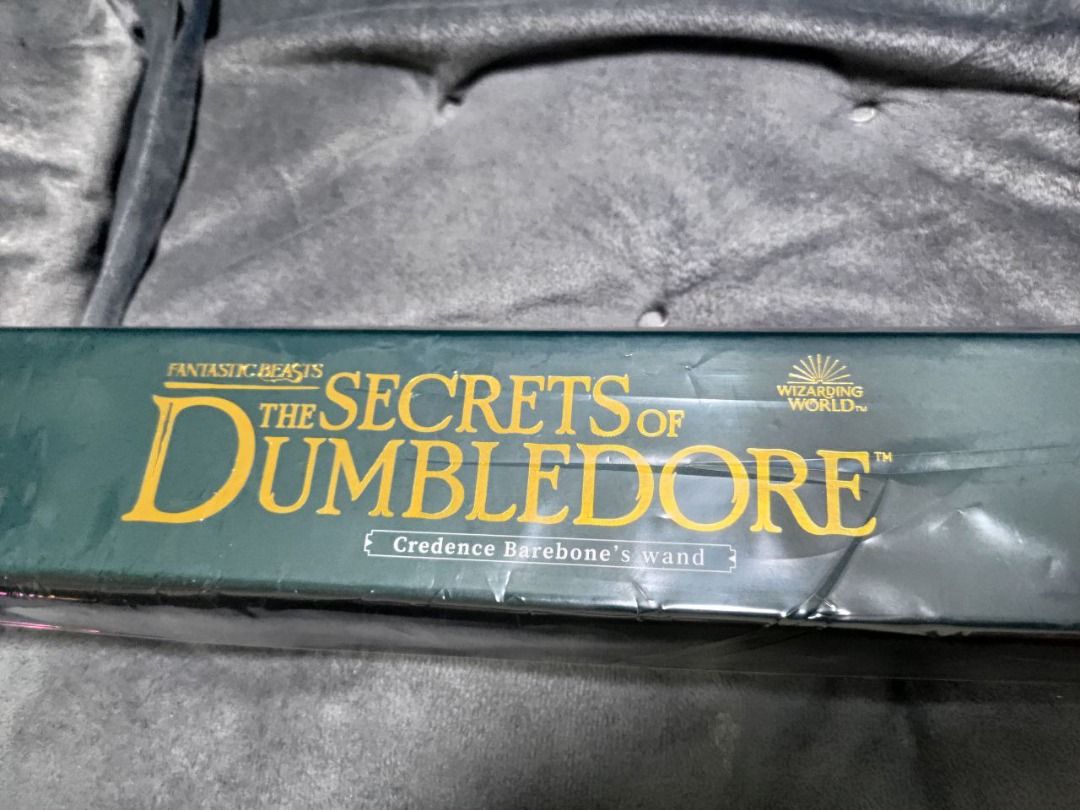 FANTASTIC BEASTS
THE SECRETS OF
DUMBLEDORE™
WIZARDING
WORLD™
Credence Barebone's wand